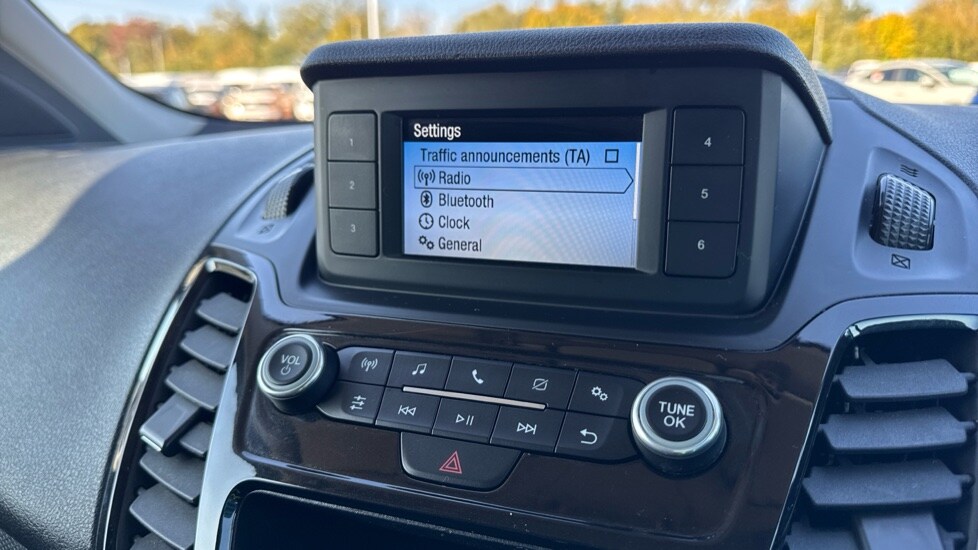 Settings
Traffic announcements (TA)
Radio
Bluetooth
Clock
General
1
2
3
4
5
6
VOL
TUNE
OK